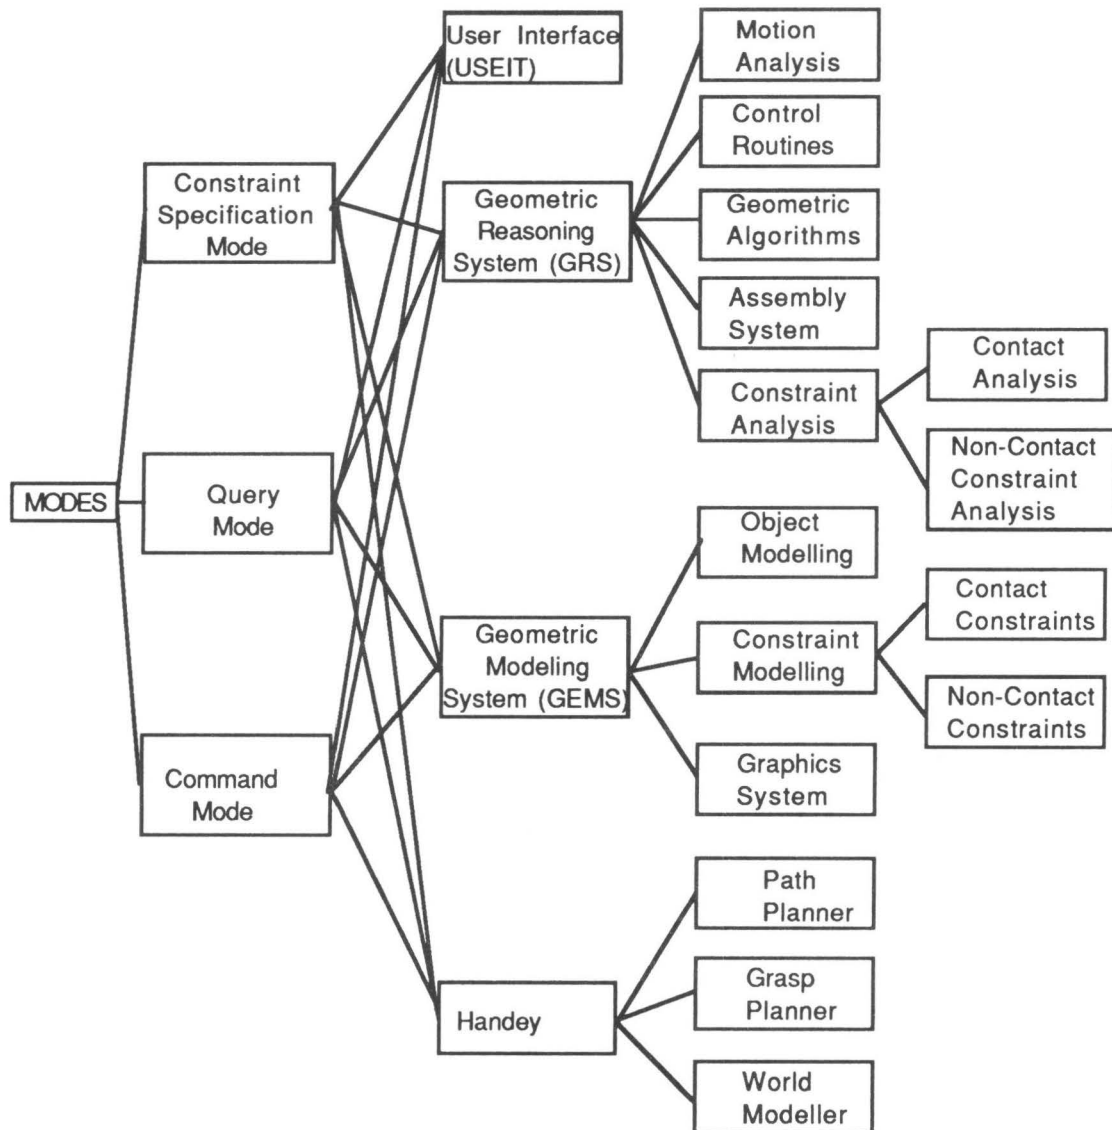 MODES
Constraint
Specification
Mode
Query
Mode
Command
Mode
User Interface
(USEIT)
Geometric
Reasoning
System (GRS)
Geometric
Modeling
System (GEMS)
Handey
Motion
Analysis
Control
Routines
Geometric
Algorithms
Assembly
System
Constraint
Analysis
Object
Modelling
Constraint
Modelling
Graphics
System
Path
Planner
Grasp
Planner
World
Modeller
Contact
Analysis
Non-Contact
Constraint
Analysis
Contact
Constraints
Non-Contact
Constraints